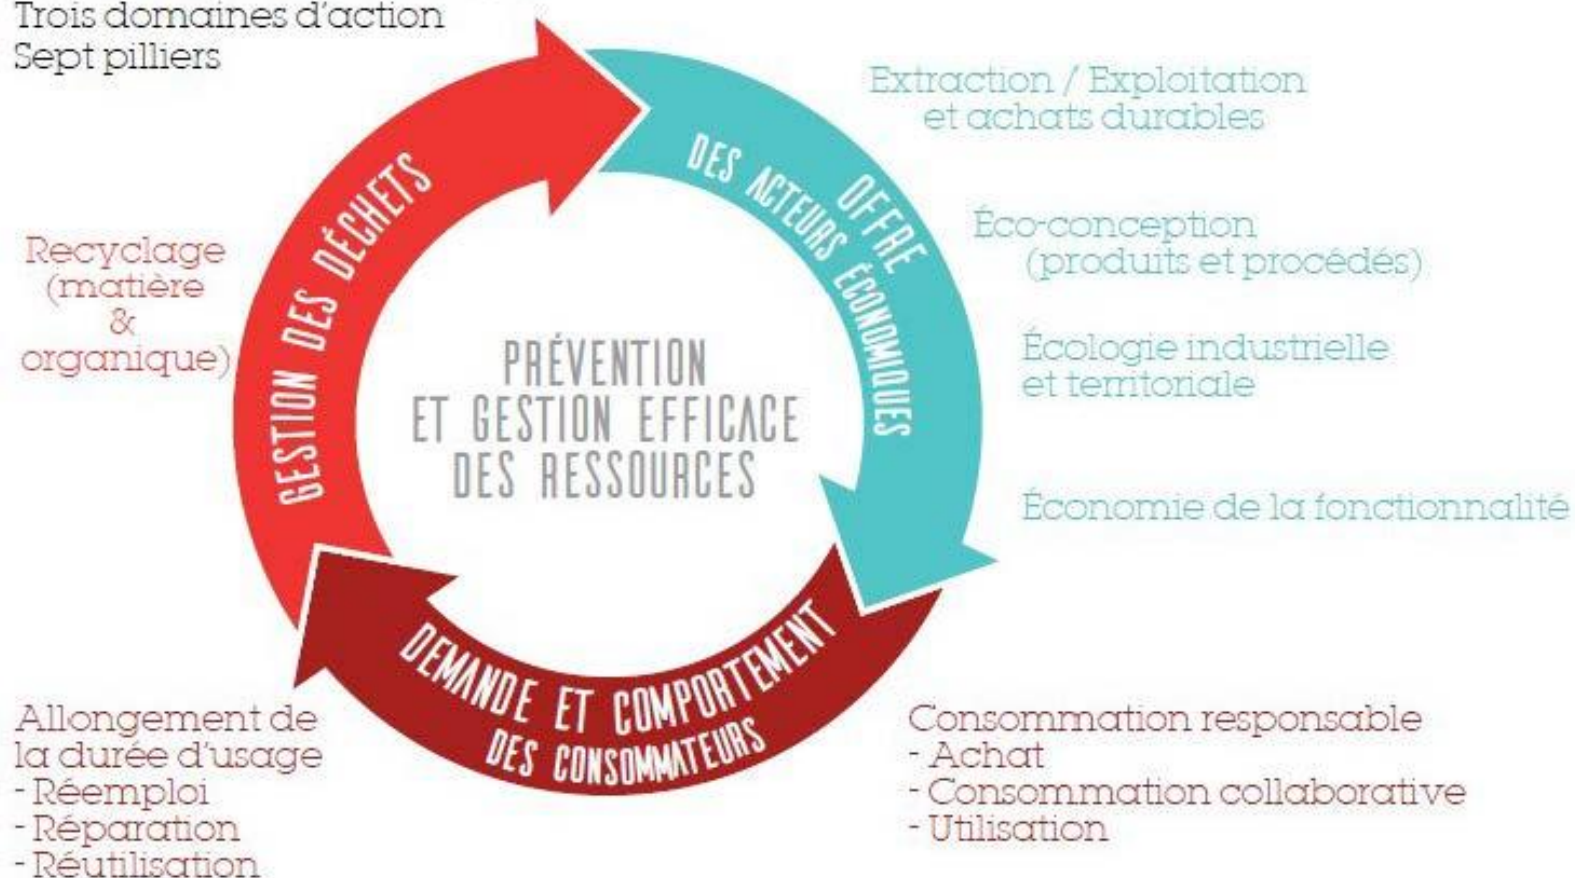 Trois domaines d'action
Sept pilliers
Extraction / Exploitation
et achats durables
Éco-conception
(produits et procédés)
Écologie industrielle
et territoriale
Économie de la fonctionnalité
OFFRE
DES ACTEURS ÉCONOMIQUES
Consommation responsable
- Achat
- Consommation collaborative
- Utilisation
DEMANDE ET COMPORTEMENT
DES CONSOMMATEURS
Allongement de
la durée d'usage
- Réemploi
- Réparation
- Réutilisation
GESTION DES DÉCHETS
Recyclage
(matière
&
organique)
PRÉVENTION
ET GESTION EFFICACE
DES RESSOURCES